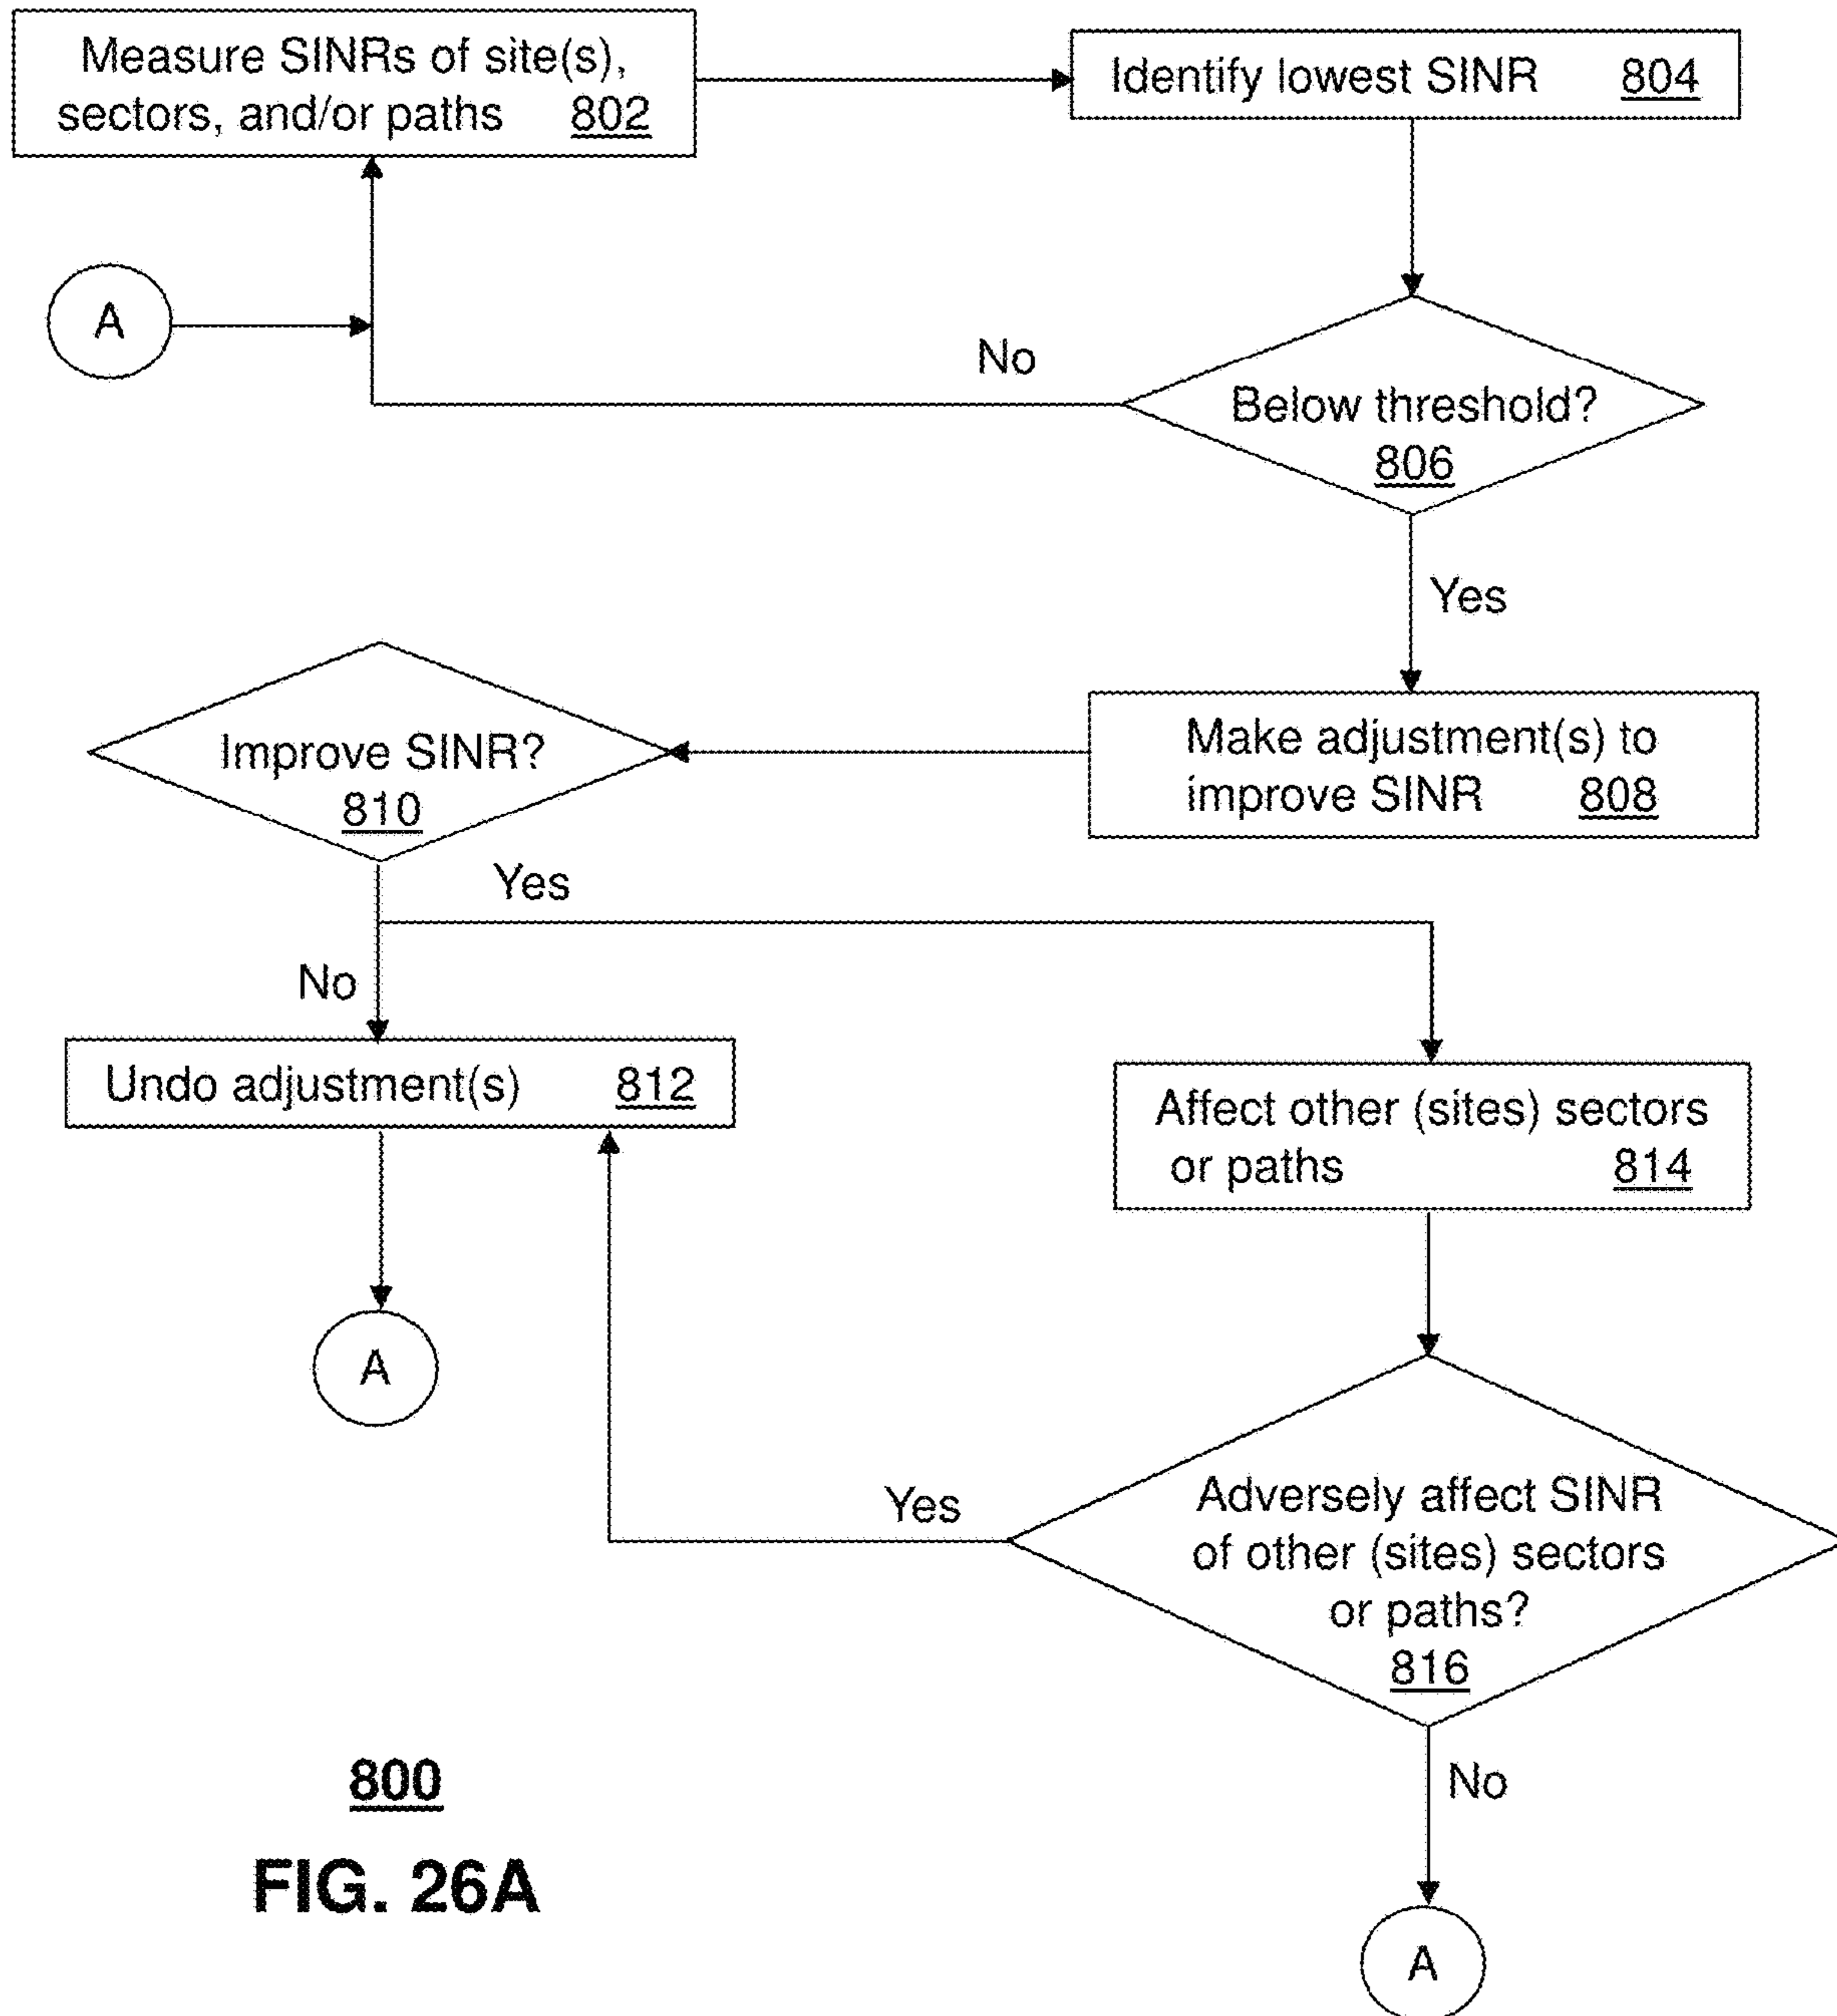 Measure SINRs of site(s),
sectors, and/or paths 802
Identify lowest SINR 804
A
No
Below threshold?
806
Yes
Improve SINR?
810
Make adjustment(s) to
improve SINR 808
Yes
No
Undo adjustment(s) 812
Affect other (sites) sectors
or paths 814
A
Yes
Adversely affect SINR
of other (sites) sectors
or paths?
816
No
800
FIG. 26A
A